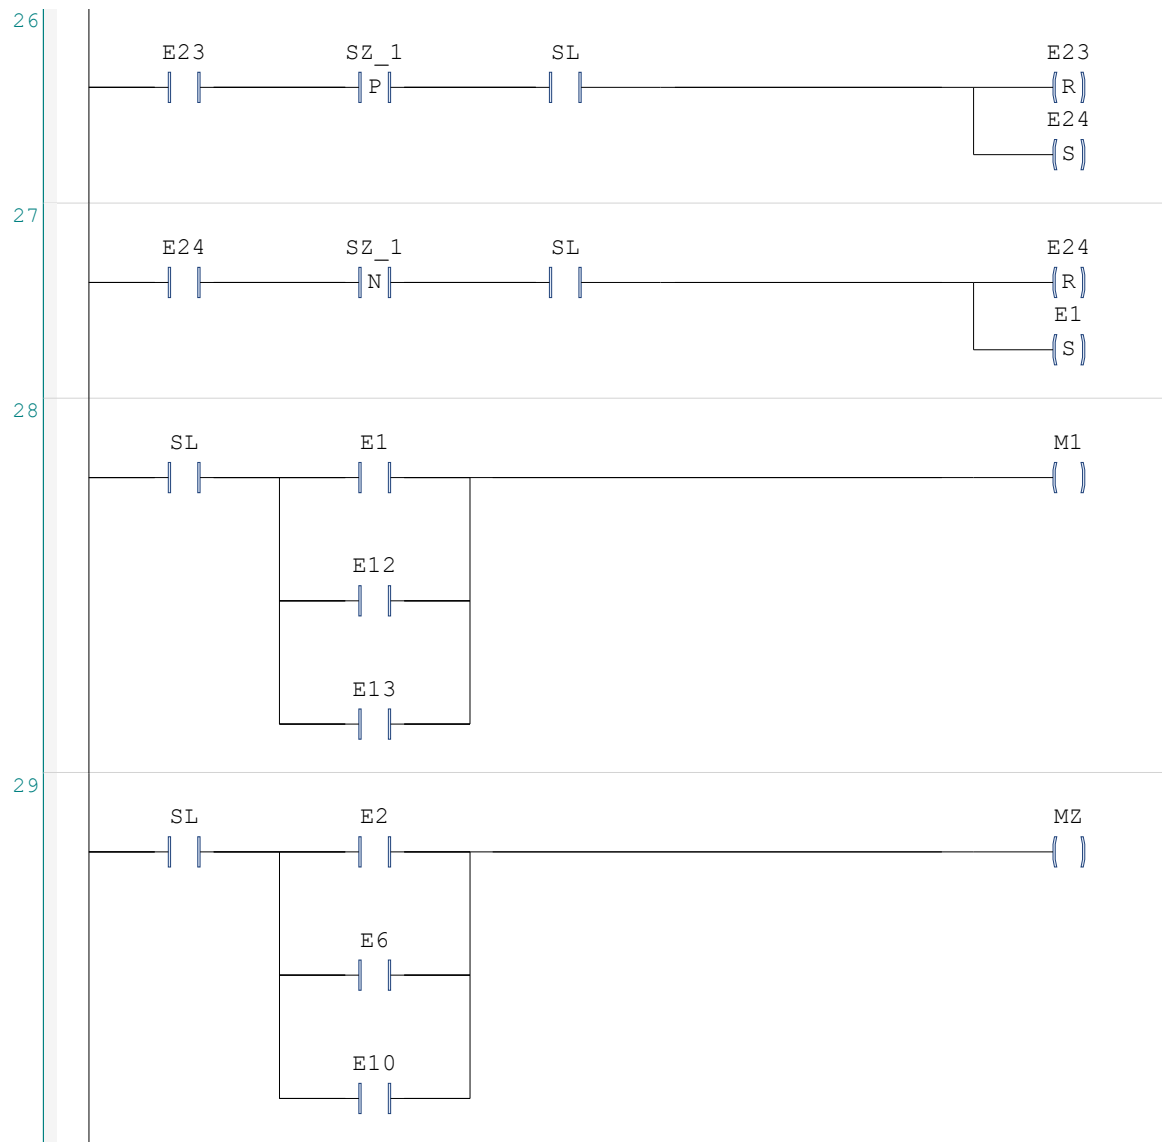 26
E23 SZ_1 SL E23
P R
E24
S
27
E24 SZ_1 SL E24
N R
E1
S
28
SL E1 M1
E12
E13
29
SL E2 MZ
E6
E10